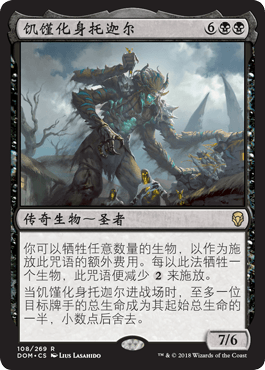 饥馑化身托迦尔 6
传奇生物～圣者
你可以牺牲任意数量的生物，以作为施
放此咒语的额外费用。每以此法牺牲一
个生物，此咒语便减少 2 来施放。
当饥馑化身托迦尔进战场时，至多一位
目标牌手的总生命成为其起始总生命的
一半，小数点后舍去。
7/6
108/269 R
DOM • CS LIUS LASAHIDO
™ & © 2018 Wizards of the Coast